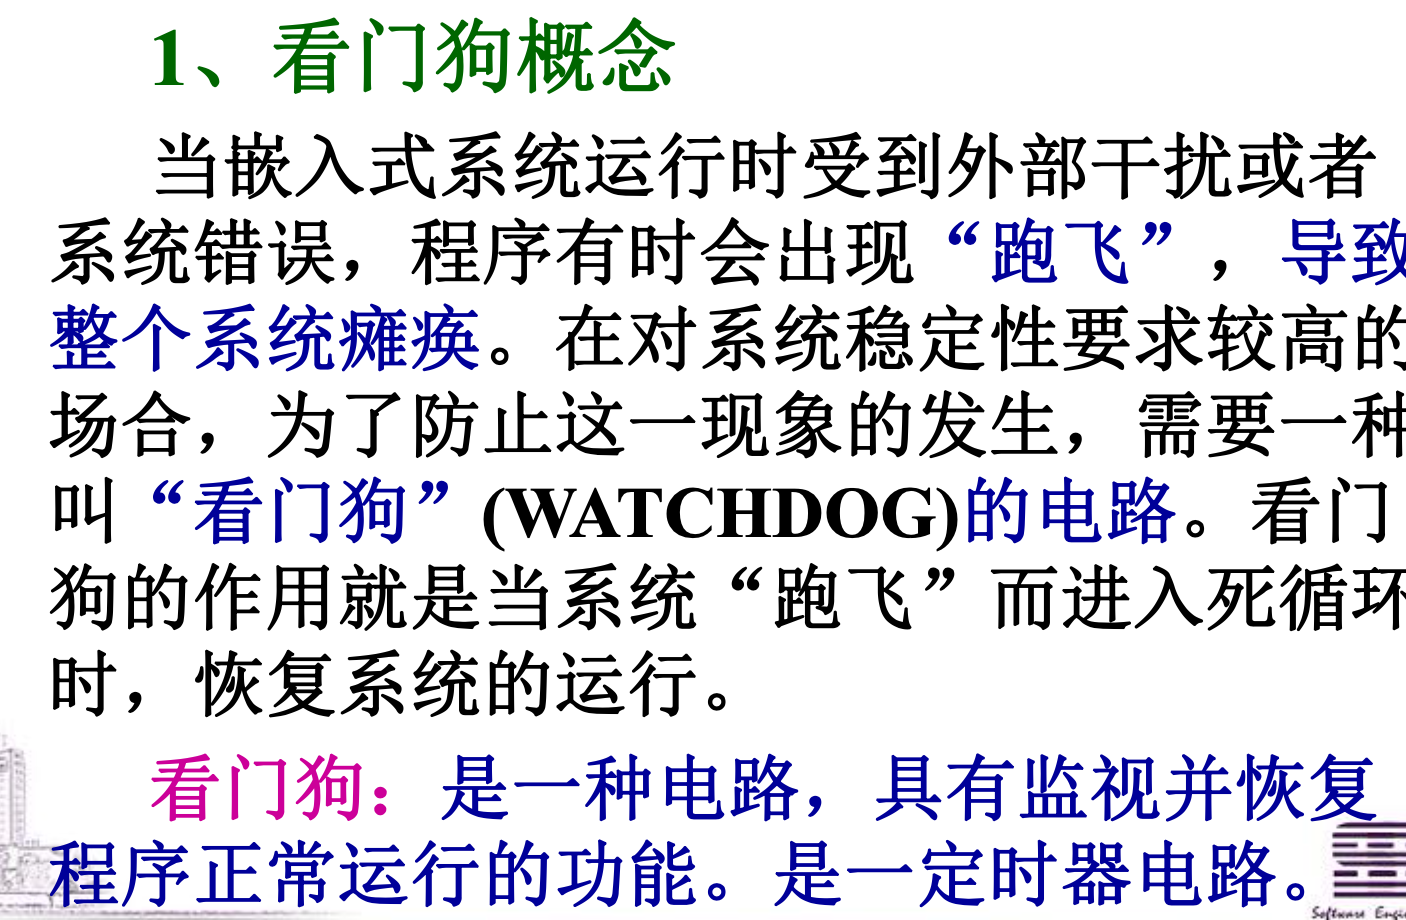 1、看门狗概念
当嵌入式系统运行时受到外部干扰或者
系统错误，程序有时会出现“跑飞”，导致
整个系统瘫痪。在对系统稳定性要求较高的
场合，为了防止这一现象的发生，需要一种
叫“看门狗”(WATCHDOG)的电路。看门
狗的作用就是当系统“跑飞”而进入死循环
时，恢复系统的运行。
看门狗：是一种电路，具有监视并恢复
程序正常运行的功能。是一定时器电路。
Software Engi